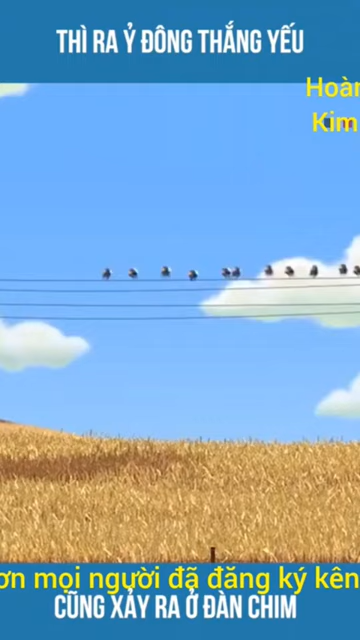 THÌ RA Ỷ ĐÔNG THẮNG YẾU
Hoàn
Kim
ơn mọi người đã đăng ký kên
CŨNG XẢY RA Ở ĐÀN CHIM